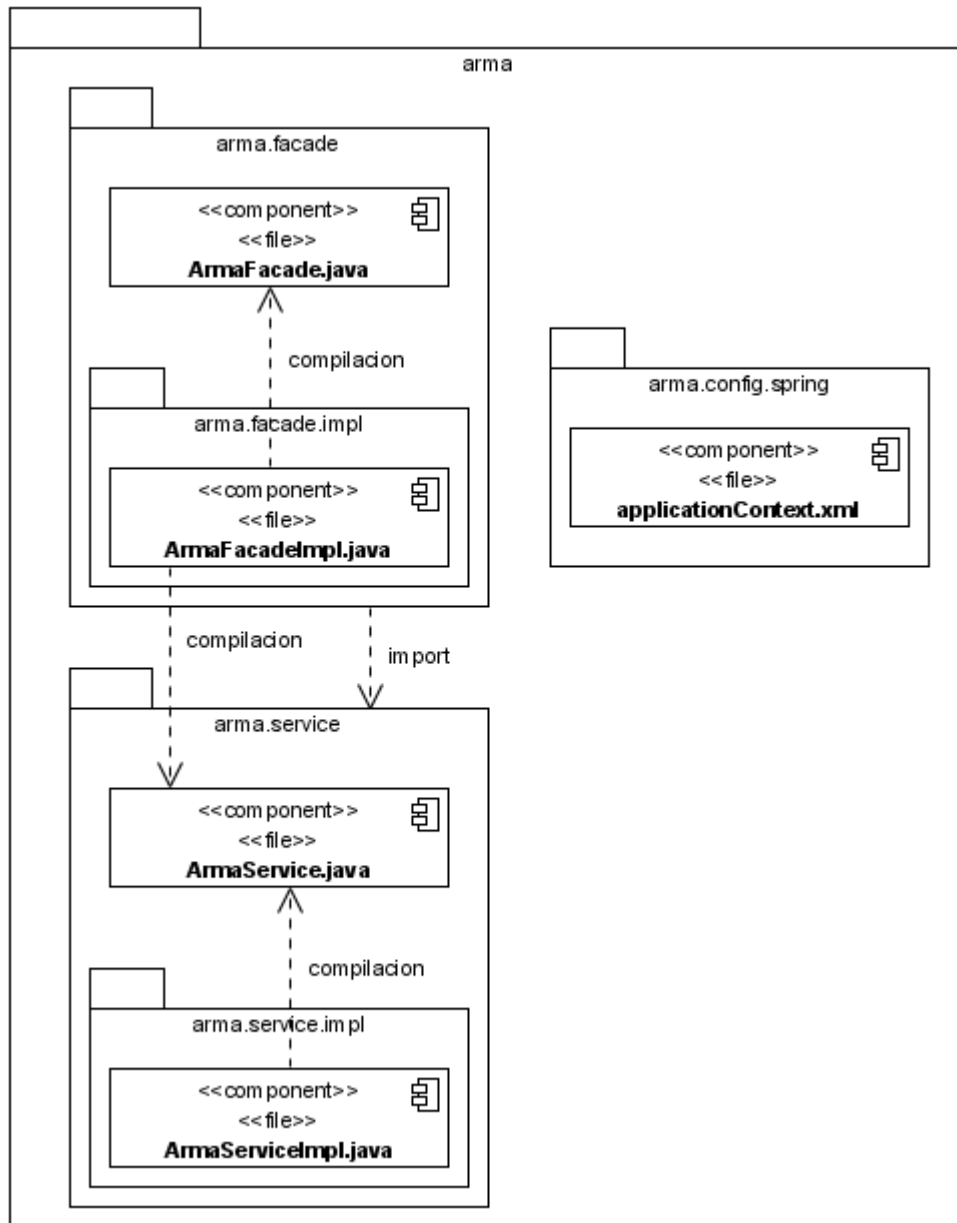 arma
arma.facade
<<component>>
<<file>>
ArmaFacade.java
compilacion
arma.facade.impl
<<component>>
<<file>>
ArmaFacadeImpl.java
arma.config.spring
<<component>>
<<file>>
applicationContext.xml
compilacion
import
arma.service
<<component>>
<<file>>
ArmaService.java
compilacion
arma.service.impl
<<component>>
<<file>>
ArmaServiceImpl.java